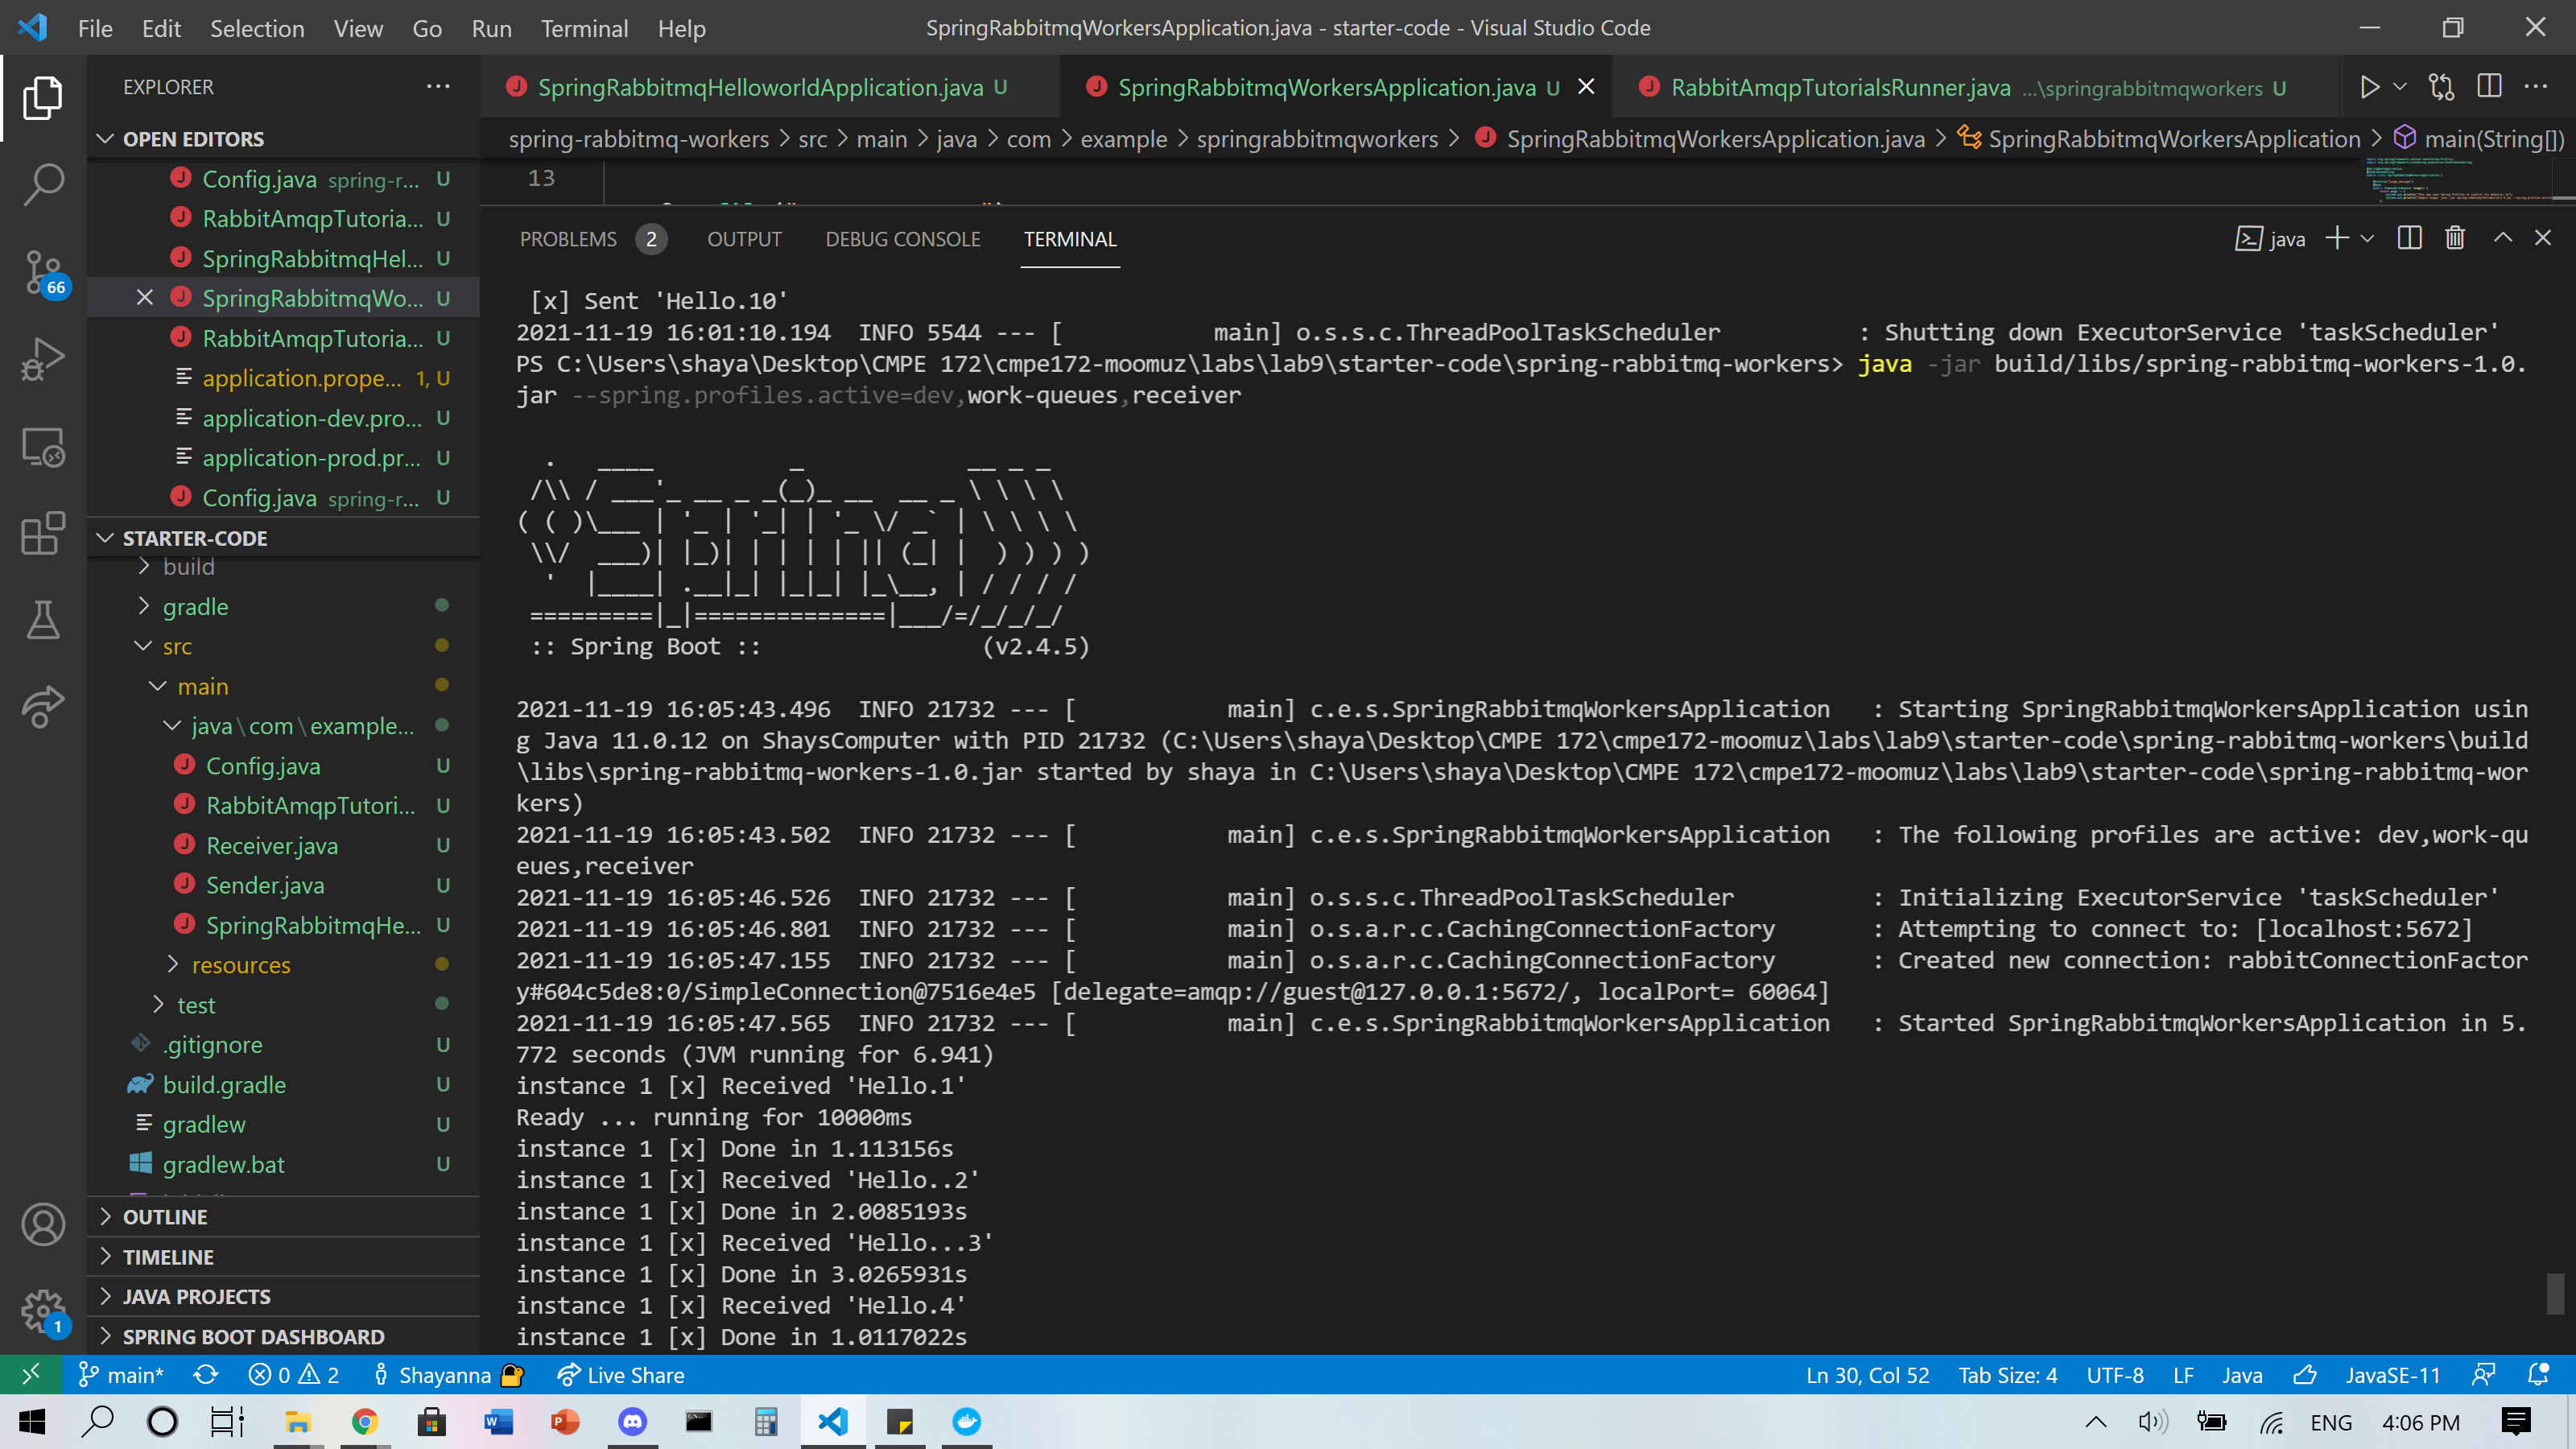 File Edit Selection View Go Run Terminal Help
SpringRabbitmqWorkersApplication.java - starter-code - Visual Studio Code
EXPLORER
SpringRabbitmqHelloworldApplication.java U
SpringRabbitmqWorkersApplication.java U
RabbitAmqpTutorialsRunner.java ...\springrabbitmqworkers U
spring-rabbitmq-workers > src > main > java > com > example > springrabbitmqworkers > SpringRabbitmqWorkersApplication.java > SpringRabbitmqWorkersApplication > main(String[])
13
OPEN EDITORS
Config.java spring-r... U
RabbitAmqpTutoria... U
SpringRabbitmqHel... U
SpringRabbitmqWo... U
RabbitAmqpTutoria... U
application.prope... 1, U
application-dev.pro... U
application-prod.pr... U
Config.java spring-r... U
66
STARTER-CODE
build
gradle
src
main
java\com\example...
Config.java U
RabbitAmqpTutori... U
Receiver.java U
Sender.java U
SpringRabbitmqHe... U
resources
test
.gitignore U
build.gradle U
gradlew U
gradlew.bat U
OUTLINE
TIMELINE
JAVA PROJECTS
SPRING BOOT DASHBOARD
1
PROBLEMS 2 OUTPUT DEBUG CONSOLE TERMINAL
java
[x] Sent 'Hello.10'
2021-11-19 16:01:10.194  INFO 5544 --- [           main] o.s.s.c.ThreadPoolTaskScheduler          : Shutting down ExecutorService 'taskScheduler'
PS C:\Users\shaya\Desktop\CMPE 172\cmpe172-moomuz\labs\lab9\starter-code\spring-rabbitmq-workers> java -jar build/libs/spring-rabbitmq-workers-1.0.
jar --spring.profiles.active=dev,work-queues,receiver
Spring
:: Spring Boot ::                (v2.4.5)
2021-11-19 16:05:43.496  INFO 21732 --- [           main] c.e.s.SpringRabbitmqWorkersApplication   : Starting SpringRabbitmqWorkersApplication usin
g Java 11.0.12 on ShaysComputer with PID 21732 (C:\Users\shaya\Desktop\CMPE 172\cmpe172-moomuz\labs\lab9\starter-code\spring-rabbitmq-workers\build
\libs\spring-rabbitmq-workers-1.0.jar started by shaya in C:\Users\shaya\Desktop\CMPE 172\cmpe172-moomuz\labs\lab9\starter-code\spring-rabbitmq-wor
kers)
2021-11-19 16:05:43.502  INFO 21732 --- [           main] c.e.s.SpringRabbitmqWorkersApplication   : The following profiles are active: dev,work-qu
eues,receiver
2021-11-19 16:05:46.526  INFO 21732 --- [           main] o.s.s.c.ThreadPoolTaskScheduler          : Initializing ExecutorService 'taskScheduler'
2021-11-19 16:05:46.801  INFO 21732 --- [           main] o.s.a.r.c.CachingConnectionFactory       : Attempting to connect to: [localhost:5672]
2021-11-19 16:05:47.155  INFO 21732 --- [           main] o.s.a.r.c.CachingConnectionFactory       : Created new connection: rabbitConnectionFactor
y#604c5de8:0/SimpleConnection@7516e4e5 [delegate=amqp://guest@127.0.0.1:5672/, localPort= 60064]
2021-11-19 16:05:47.565  INFO 21732 --- [           main] c.e.s.SpringRabbitmqWorkersApplication   : Started SpringRabbitmqWorkersApplication in 5.
772 seconds (JVM running for 6.941)
instance 1 [x] Received 'Hello.1'
Ready ... running for 10000ms
instance 1 [x] Done in 1.113156s
instance 1 [x] Received 'Hello..2'
instance 1 [x] Done in 2.0085193s
instance 1 [x] Received 'Hello...3'
instance 1 [x] Done in 3.0265931s
instance 1 [x] Received 'Hello.4'
instance 1 [x] Done in 1.0117022s
main* 0 2 Shayanna Live Share Ln 30, Col 52 Tab Size: 4 UTF-8 LF Java JavaSE-11
ENG 4:06 PM